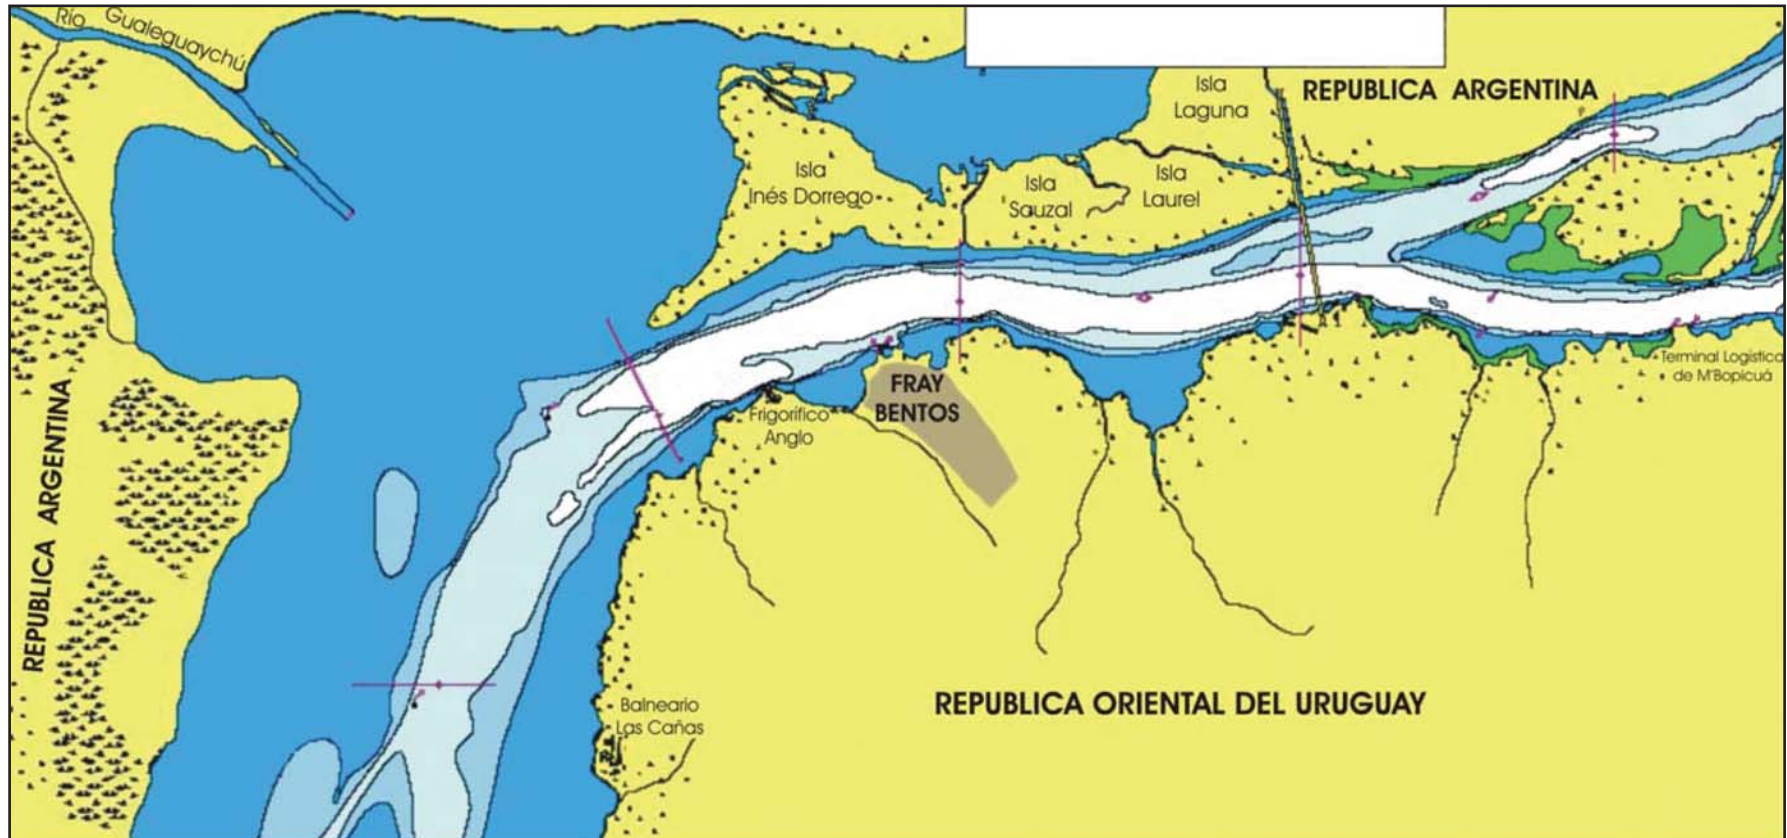 Río Gualeguaychú
Isla
Laguna
REPUBLICA ARGENTINA
Isla
Inés Dorrego
Isla
Sauzal
Isla
Laurel
Terminal Logística
de M'Bopicuá
FRAY
BENTOS
Frigorífico
Anglo
REPUBLICA ARGENTINA
REPUBLICA ORIENTAL DEL URUGUAY
Balneario
Las Cañas